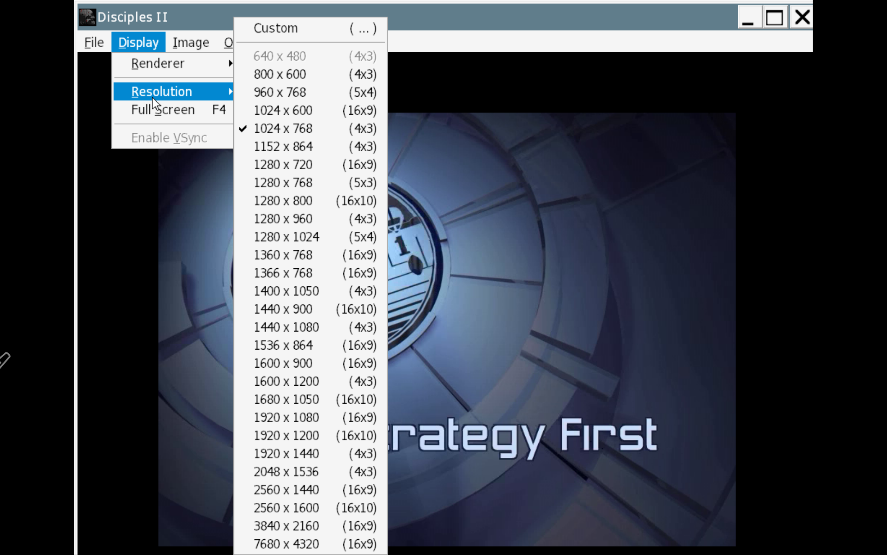 Disciples II
File Display Image O
Renderer
Resolution
Full Screen F4
Enable VSync
Custom ( ... )
640 x 480 (4x3)
800 x 600 (4x3)
960 x 768 (5x4)
1024 x 600 (16x9)
1024 x 768 (4x3)
1152 x 864 (4x3)
1280 x 720 (16x9)
1280 x 768 (5x3)
1280 x 800 (16x10)
1280 x 960 (4x3)
1280 x 1024 (5x4)
1360 x 768 (16x9)
1366 x 768 (16x9)
1400 x 1050 (4x3)
1440 x 900 (16x10)
1440 x 1080 (4x3)
1536 x 864 (16x9)
1600 x 900 (16x9)
1600 x 1200 (4x3)
1680 x 1050 (16x10)
1920 x 1080 (16x9)
1920 x 1200 (16x10)
1920 x 1440 (4x3)
2048 x 1536 (4x3)
2560 x 1440 (16x9)
2560 x 1600 (16x10)
3840 x 2160 (16x9)
7680 x 4320 (16x9)
1
rategy First